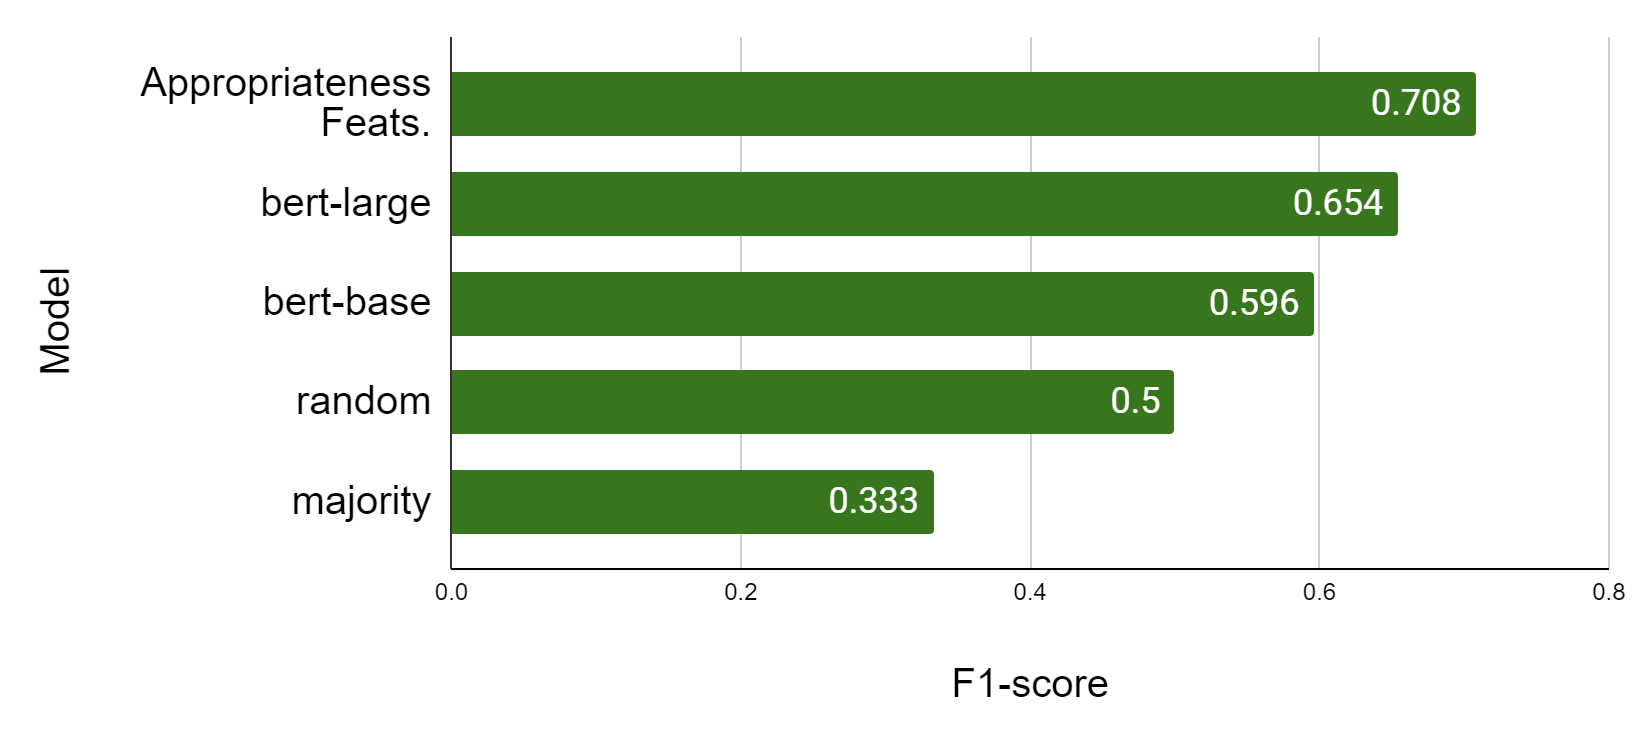 Appropriateness
Feats.
0.708
bert-large
0.654
bert-base
0.596
random
0.5
majority
0.333
Model
0.0
0.2
0.4
0.6
0.8
F1-score